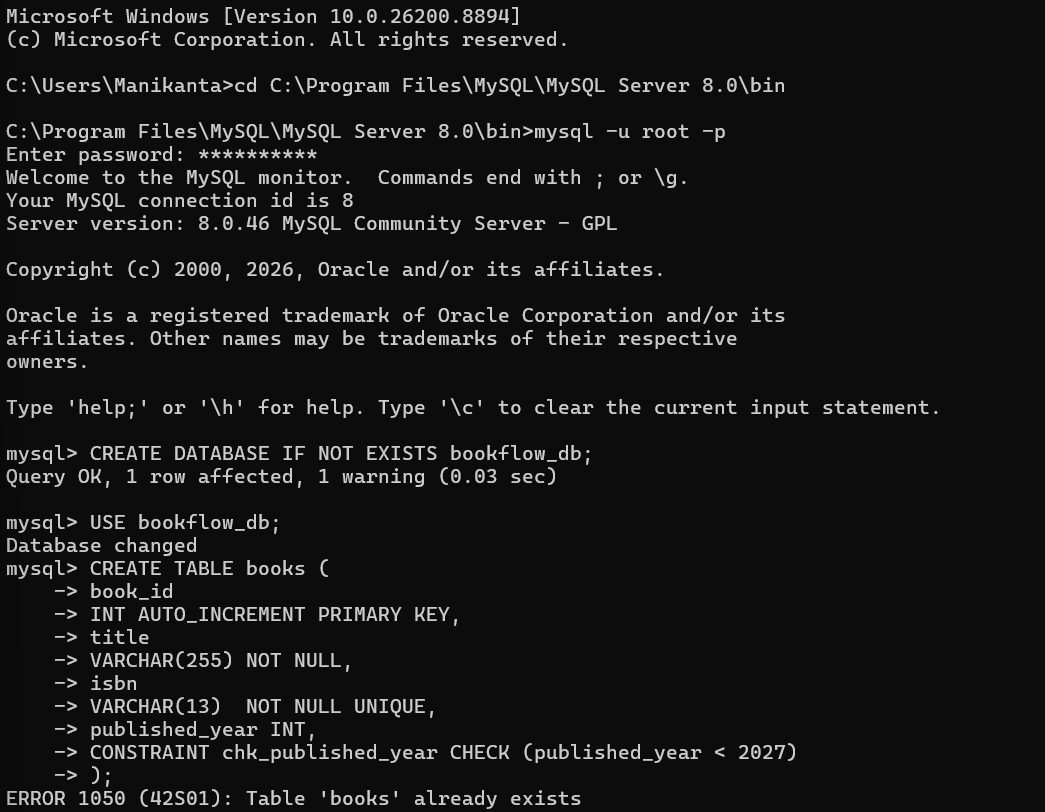 Microsoft Windows [Version 10.0.26200.8894]
(c) Microsoft Corporation. All rights reserved.
C:\Users\Manikanta>cd C:\Program Files\MySQL\MySQL Server 8.0\bin
C:\Program Files\MySQL\MySQL Server 8.0\bin>mysql -u root -p
Enter password: **********
Welcome to the MySQL monitor.  Commands end with ; or \g.
Your MySQL connection id is 8
Server version: 8.0.46 MySQL Community Server - GPL
Copyright (c) 2000, 2026, Oracle and/or its affiliates.
Oracle is a registered trademark of Oracle Corporation and/or its
affiliates. Other names may be trademarks of their respective
owners.
Type 'help;' or '\h' for help. Type '\c' to clear the current input statement.
mysql> CREATE DATABASE IF NOT EXISTS bookflow_db;
Query OK, 1 row affected, 1 warning (0.03 sec)
mysql> USE bookflow_db;
Database changed
mysql> CREATE TABLE books (
    -> book_id
    -> INT AUTO_INCREMENT PRIMARY KEY,
    -> title
    -> VARCHAR(255) NOT NULL,
    -> isbn
    -> VARCHAR(13)  NOT NULL UNIQUE,
    -> published_year INT,
    -> CONSTRAINT chk_published_year CHECK (published_year < 2027)
    -> );
ERROR 1050 (42S01): Table 'books' already exists